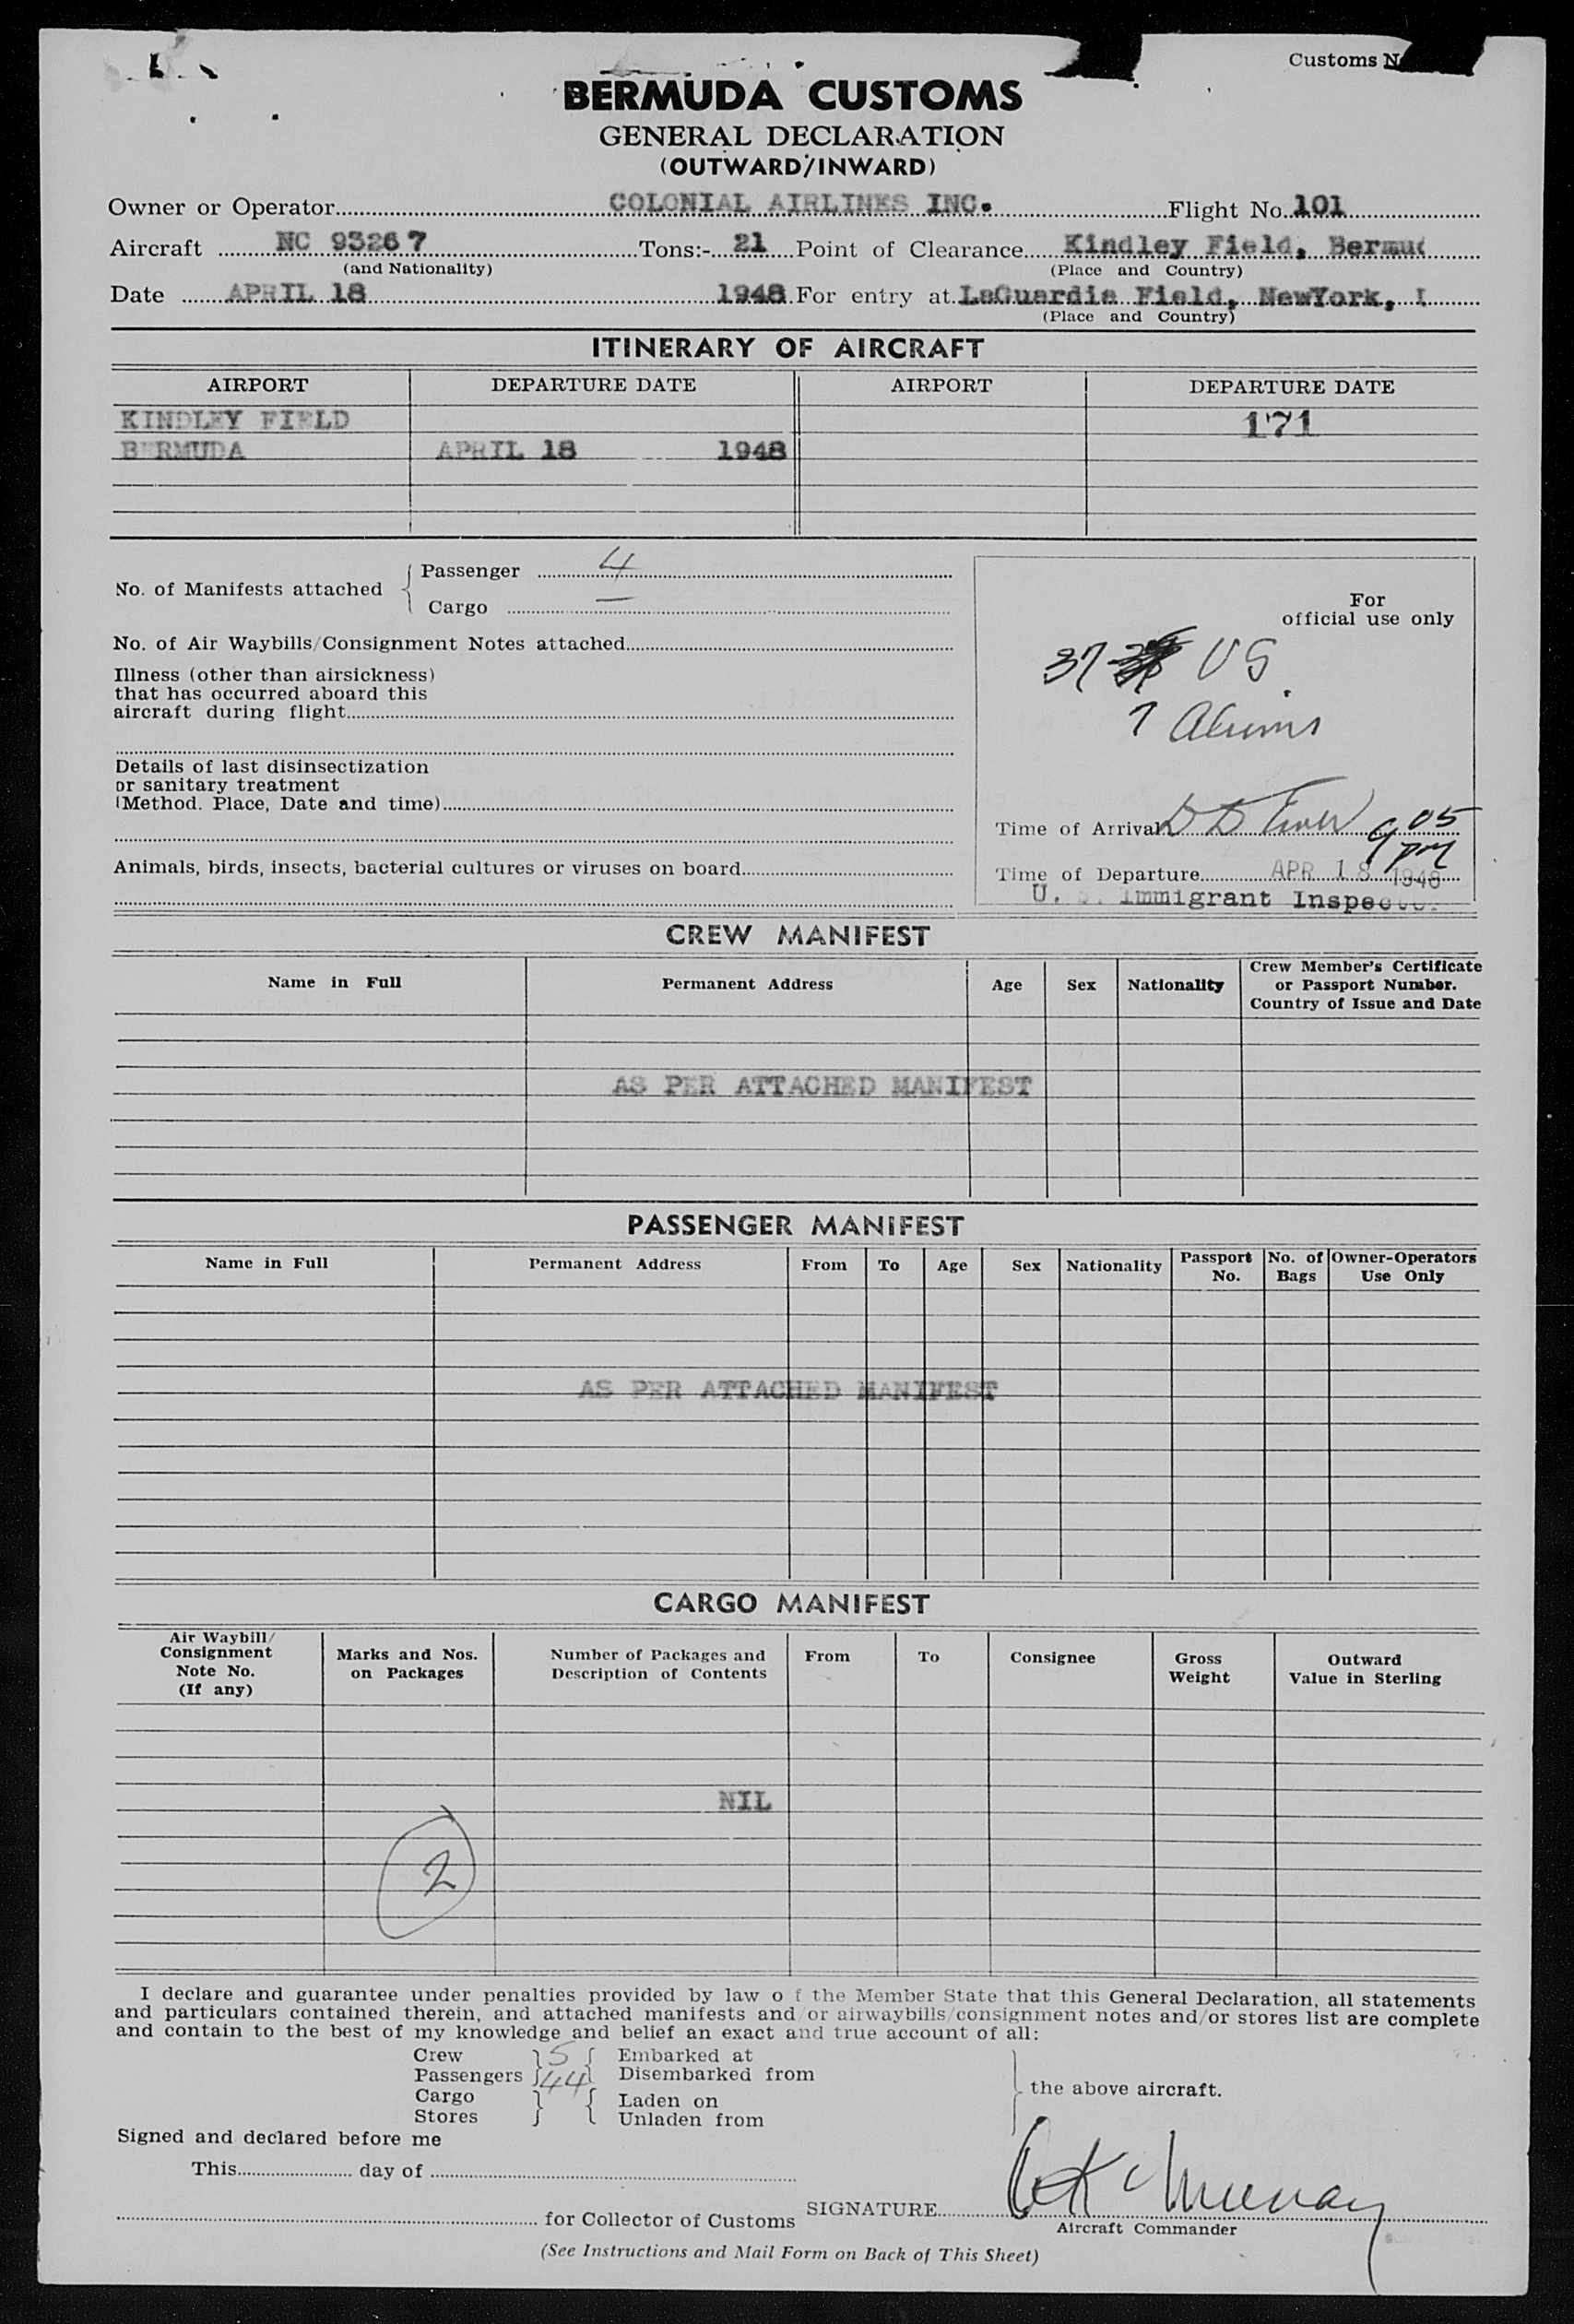 Customs
BERMUDA CUSTOMS
GENERAL DECLARATION
(OUTWARD/INWARD)
Owner or Operator COLONIAL AIRLINES INC. Flight No. 101
Aircraft NC 93267 Tons:- 21 Point of Clearance Kindley Field, Bermu
(and Nationality) (Place and Country)
Date APRIL 18 1948 For entry at LaGuardia Field, NewYork,
(Place and Country)
ITINERARY OF AIRCRAFT
AIRPORT DEPARTURE DATE AIRPORT DEPARTURE DATE
KINDLEY FIELD 171
BERMUDA APRIL 18 1948
No. of Manifests attached { Passenger 4
Cargo —
For
official use only
No. of Air Waybills/Consignment Notes attached
37 US
7 Aliens
Illness (other than airsickness)
that has occurred aboard this
aircraft during flight
Details of last disinsectization
or sanitary treatment
(Method. Place, Date and time)
Time of Arrival 9 05 pm
Animals, birds, insects, bacterial cultures or viruses on board
Time of Departure APR 18 1948
U. S. Immigrant Inspector
CREW MANIFEST
Name in Full Permanent Address Age Sex Nationality Crew Member's Certificate
or Passport Number.
Country of Issue and Date
AS PER ATTACHED MANIFEST
PASSENGER MANIFEST
Name in Full Permanent Address From To Age Sex Nationality Passport No. No. of Bags Owner-Operators Use Only
AS PER ATTACHED MANIFEST
CARGO MANIFEST
Air Waybill/
Consignment
Note No.
(If any)
Marks and Nos.
on Packages
Number of Packages and
Description of Contents
From To Consignee
Gross
Weight
Outward
Value in Sterling
NIL
2
I declare and guarantee under penalties provided by law o f the Member State that this General Declaration, all statements
and particulars contained therein, and attached manifests and/or airwaybills/consignment notes and/or stores list are complete
and contain to the best of my knowledge and belief an exact and true account of all:
Crew } 5 { Embarked at
Passengers } 44 { Disembarked from
the above aircraft.
Cargo } { Laden on
Stores } { Unladen from
Signed and declared before me
This day of
for Collector of Customs SIGNATURE
Aircraft Commander
(See Instructions and Mail Form on Back of This Sheet)